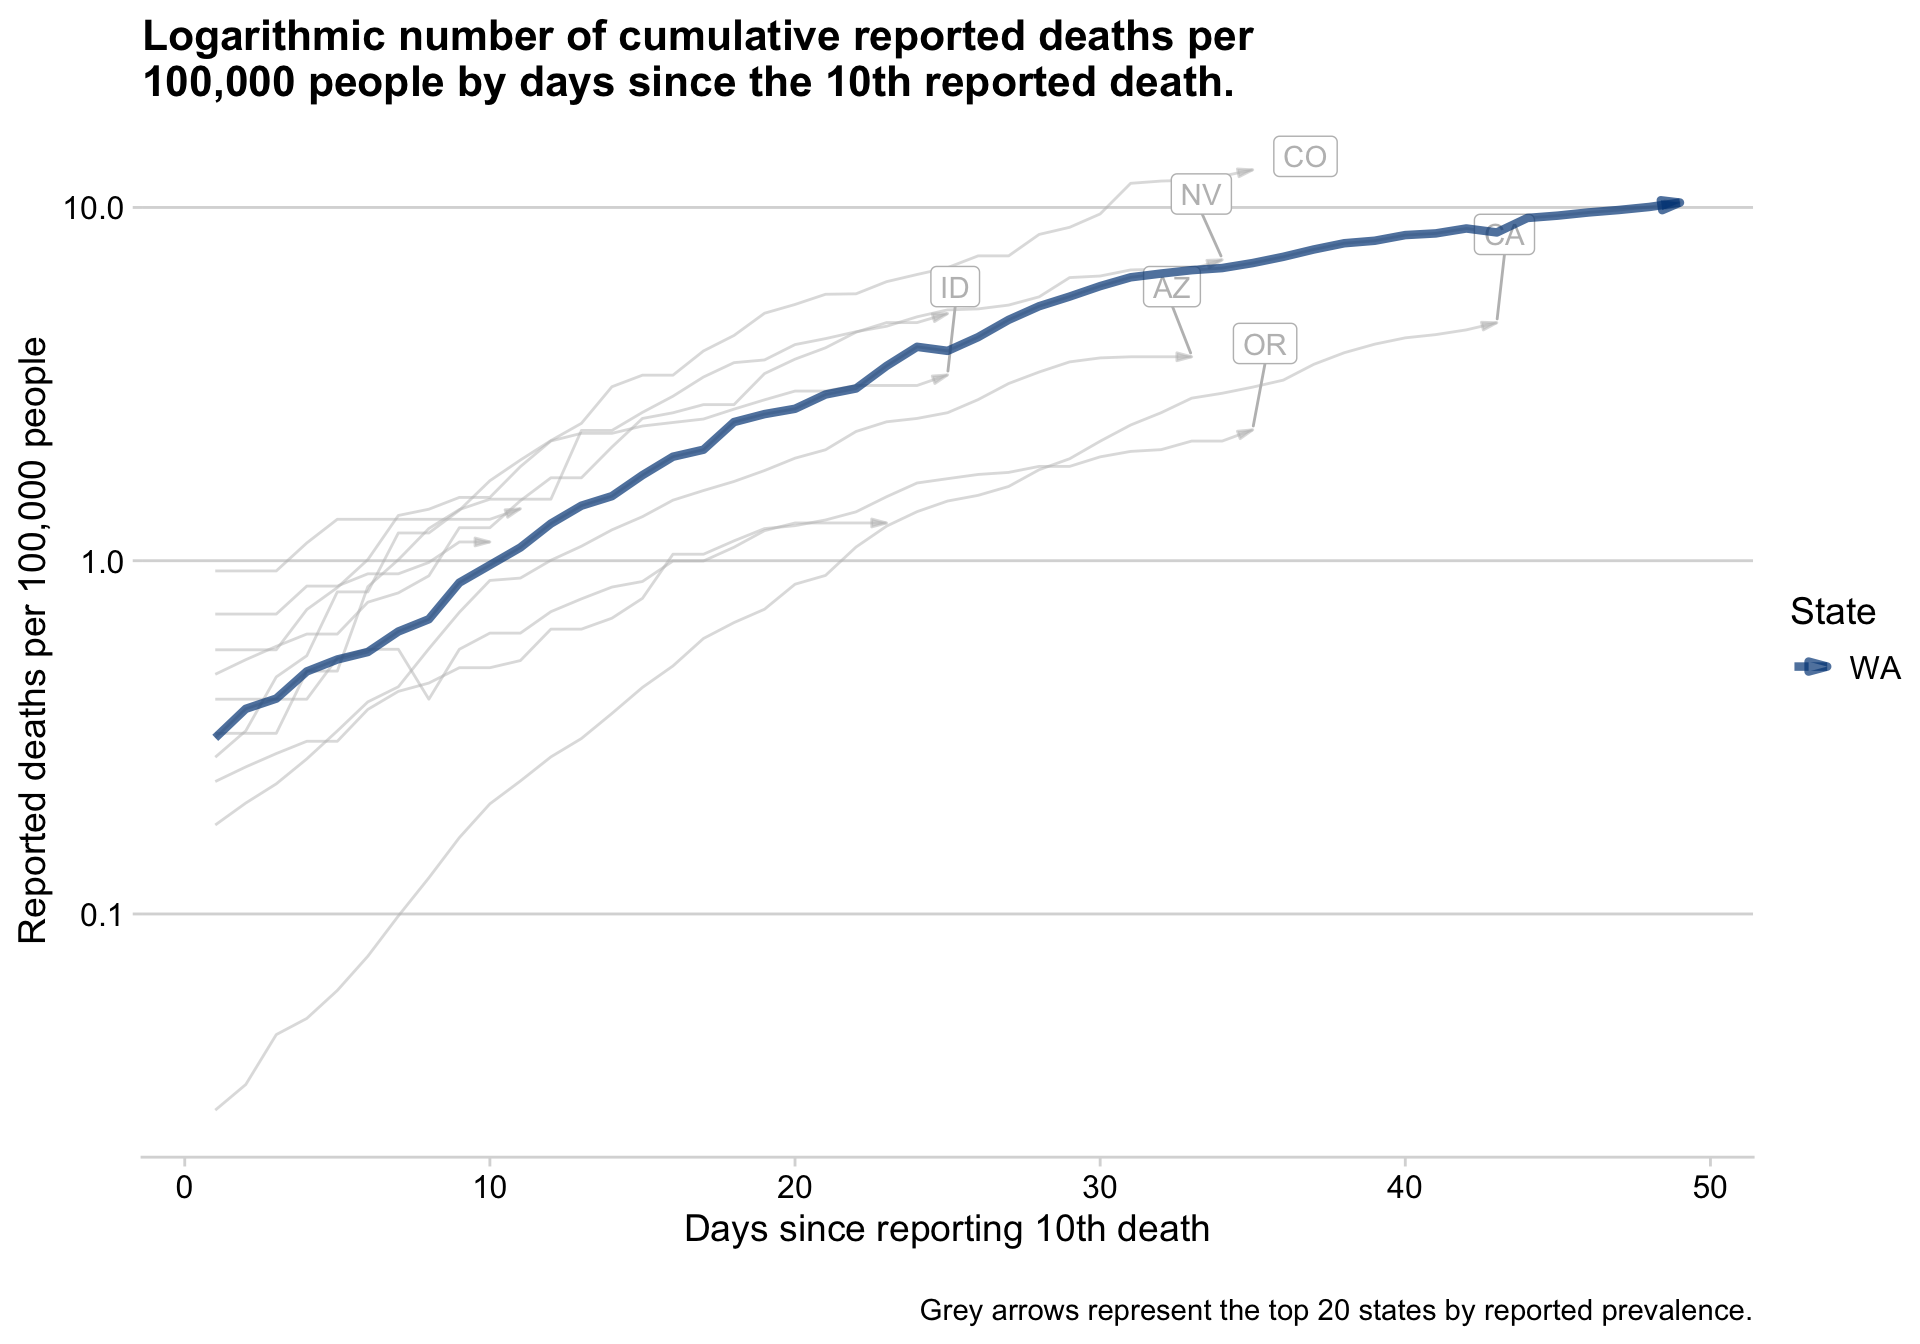 Logarithmic number of cumulative reported deaths per
100,000 people by days since the 10th reported death.
CO
NV
10.0
CA
ID
AZ
OR
Reported deaths per 100,000 people
1.0
State
WA
0.1
0 10 20 30 40 50
Days since reporting 10th death
Grey arrows represent the top 20 states by reported prevalence.